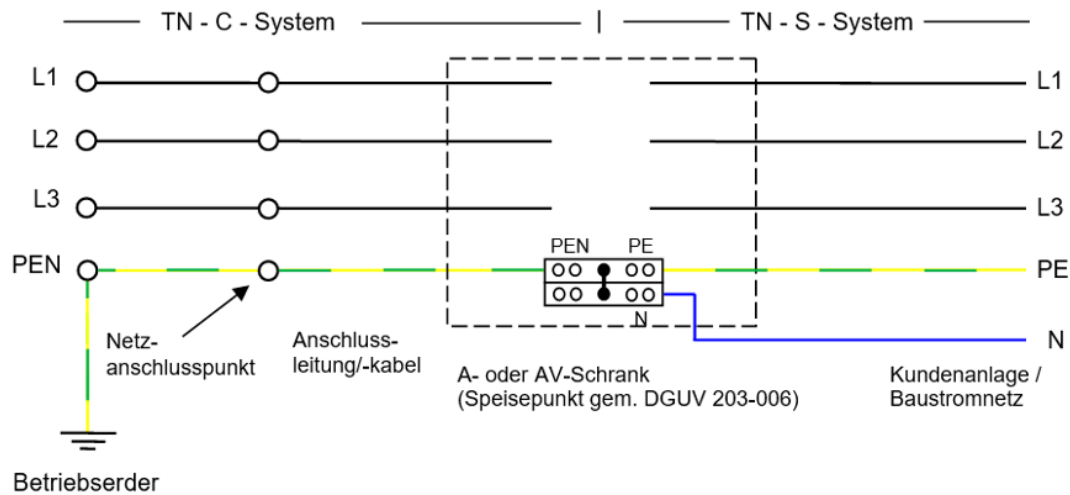 TN - C - System
TN - S - System
L1
L1
L2
L2
L3
L3
PEN
PE
PEN
PE
N
N
Netz-
anschlusspunkt
Anschluss-
leitung/-kabel
A- oder AV-Schrank
(Speisepunkt gem. DGUV 203-006)
Kundenanlage /
Baustromnetz
Betriebserder